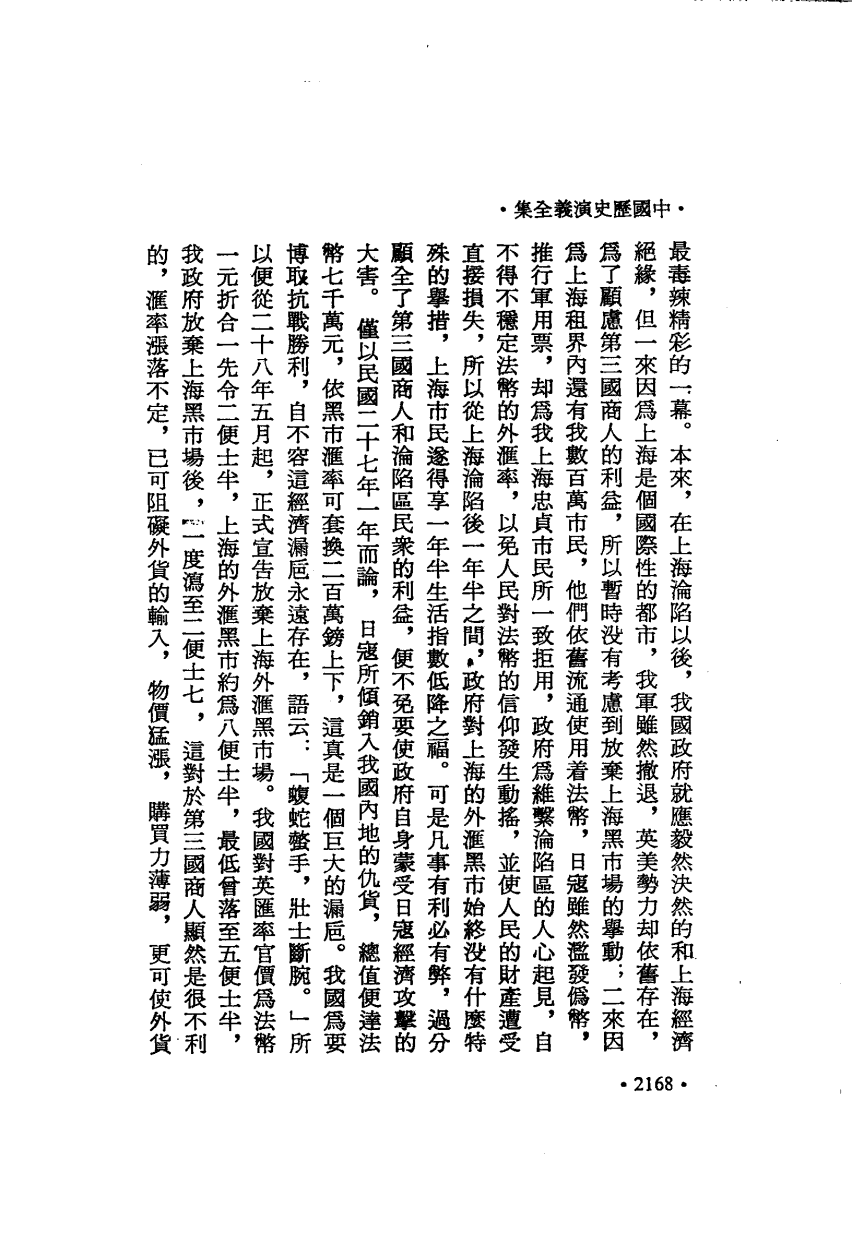 •中國歷史演義全集•
最毒辣精彩的一幕。本來，在上海淪陷以後，我國政府就應毅然決然的和上海經濟
絕緣，但一來因爲上海是個國際性的都市，我軍雖然撤退，英美勢力却依舊存在，
爲了顧慮第三國商人的利益，所以暫時没有考慮到放棄上海黑市場的舉動；二來因
爲上海租界內還有我數百萬市民，他們依舊流通使用着法幣，日寇雖然濫發僞幣，
推行軍用票，却爲我上海忠貞市民所一致拒用，政府爲維繫淪陷區的人心起見，自
不得不穩定法幣的外滙率，以免人民對法幣的信仰發生動搖，並使人民的財產遭受
直接損失，所以從上海淪陷後一年半之間，政府對上海的外滙黑市始終没有什麼特
殊的舉措，上海市民遂得享一年半生活指數低降之福。可是凡事有利必有弊，過分
顧全了第三國商人和淪陷區民衆的利益，便不免要使政府自身蒙受日寇經濟攻擊的
大害。僅以民國二十七年一年而論，日寇所傾銷入我國內地的仇貨，總值便達法
幣七千萬元，依黑市滙率可套換二百萬鎊上下，這真是一個巨大的漏巵。我國爲要
博取抗戰勝利，自不容這經濟漏巵永遠存在，語云：「蝮蛇螫手，壯士斷腕。」所
以便從二十八年五月起，正式宣告放棄上海外滙黑市場。我國對英匯率官價爲法幣
一元折合一先令二便士半，上海的外滙黑市約爲八便士半，最低曾落至五便士半，
我政府放棄上海黑市場後，一度瀉至二便士七，這對於第三國商人顯然是很不利
的，滙率漲落不定，已可阻礙外貨的輸入，物價猛漲，購買力薄弱，更可使外貨
•2168•